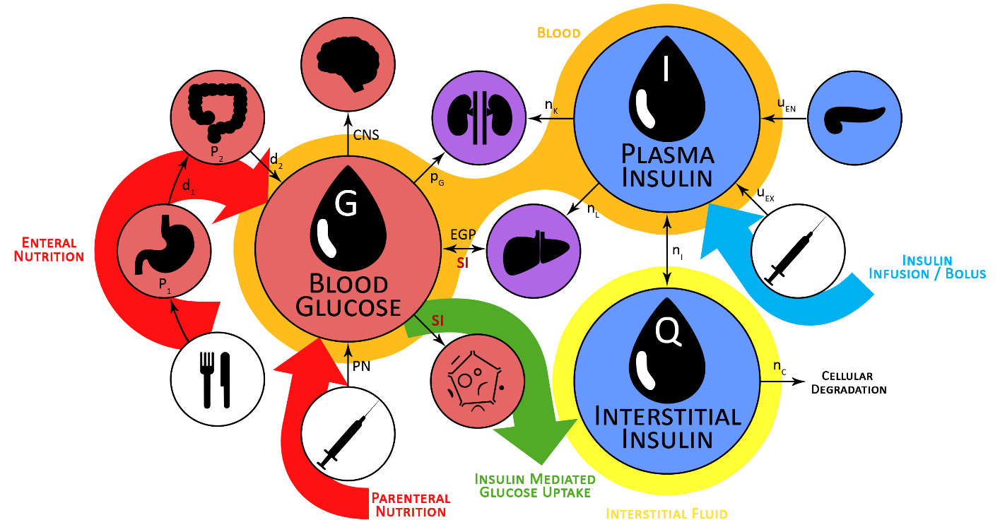 BLOOD
I
PLASMA
INSULIN
u_EN
n_K
P_2
CNS
d_2
d_1
p_G
G
BLOOD
GLUCOSE
n_L
u_EX
EGP
SI
n_I
ENTERAL
NUTRITION
P_1
INSULIN
INFUSION / BOLUS
SI
Q
INTERSTITIAL
INSULIN
PN
n_C
CELLULAR
DEGRADATION
INSULIN MEDIATED
GLUCOSE UPTAKE
PARENTERAL
NUTRITION
INTERSTITIAL FLUID